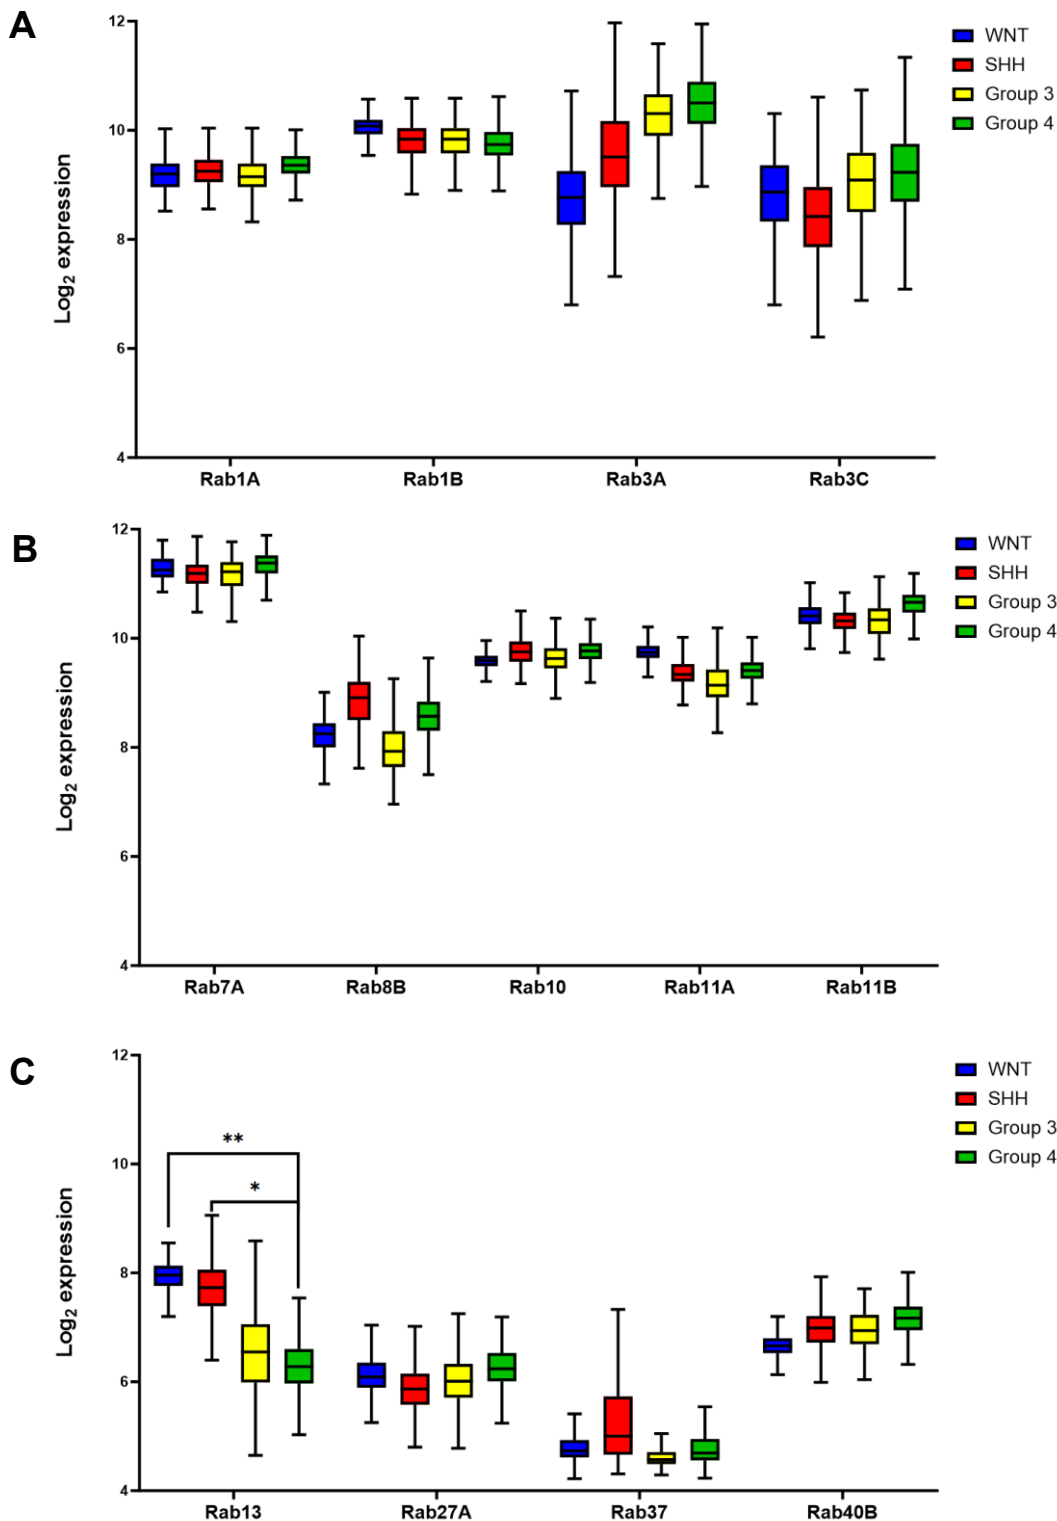 A
12
10
8
6
4
Log2 expression
Rab1A
Rab1B
Rab3A
Rab3C
WNT
SHH
Group 3
Group 4
B
12
10
8
6
4
Log2 expression
Rab7A
Rab8B
Rab10
Rab11A
Rab11B
WNT
SHH
Group 3
Group 4
C
12
10
8
6
4
Log2 expression
**
*
Rab13
Rab27A
Rab37
Rab40B
WNT
SHH
Group 3
Group 4